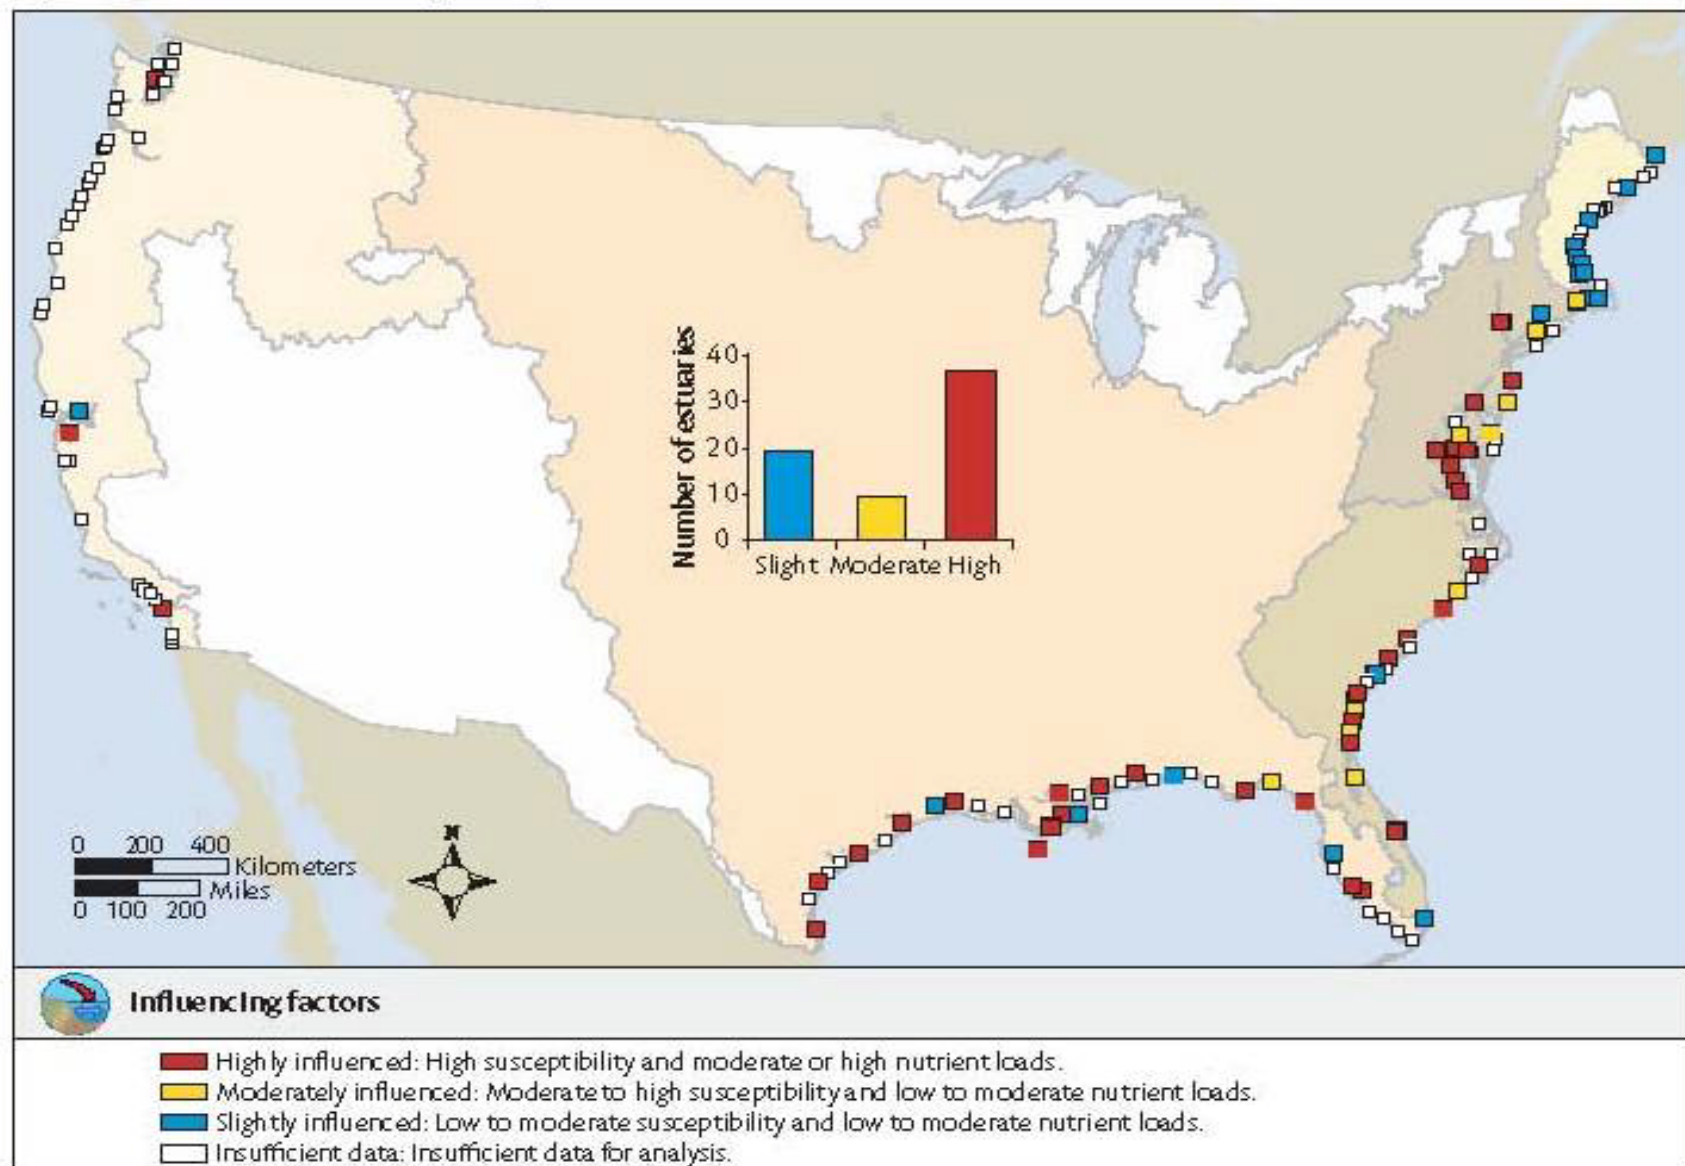 Number of estuaries
40
30
20
10
0
Slight Moderate High
N
0 200 400
Kilometers
Miles
0 100 200
Influencing factors
Highly influenced: High susceptibility and moderate or high nutrient loads.
Moderately influenced: Moderate to high susceptibility and low to moderate nutrient loads.
Slightly influenced: Low to moderate susceptibility and low to moderate nutrient loads.
Insufficient data: Insufficient data for analysis.